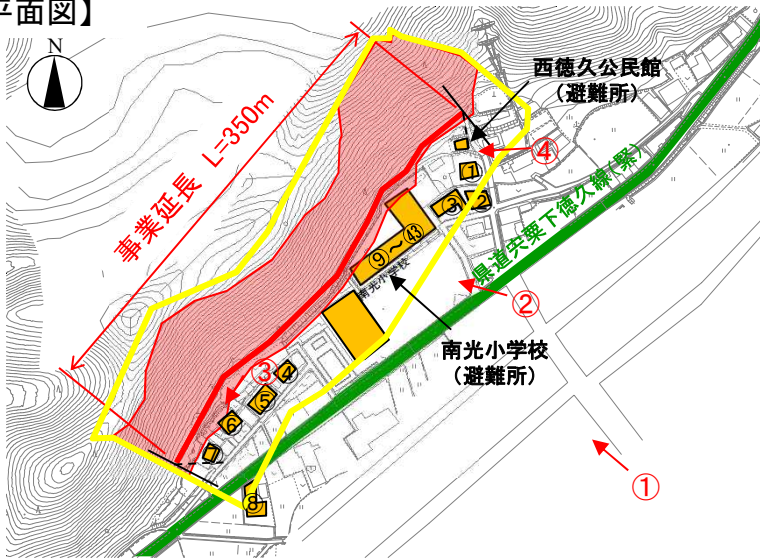 平面図】
N
事業延長 L=350m
西徳久公民館
(避難所)
④
①
③
②
⑨~㊸
南光小学校
県道宍粟下徳久線(緊)
②
南光小学校
(避難所)
③
④
⑤
⑥
⑧
①